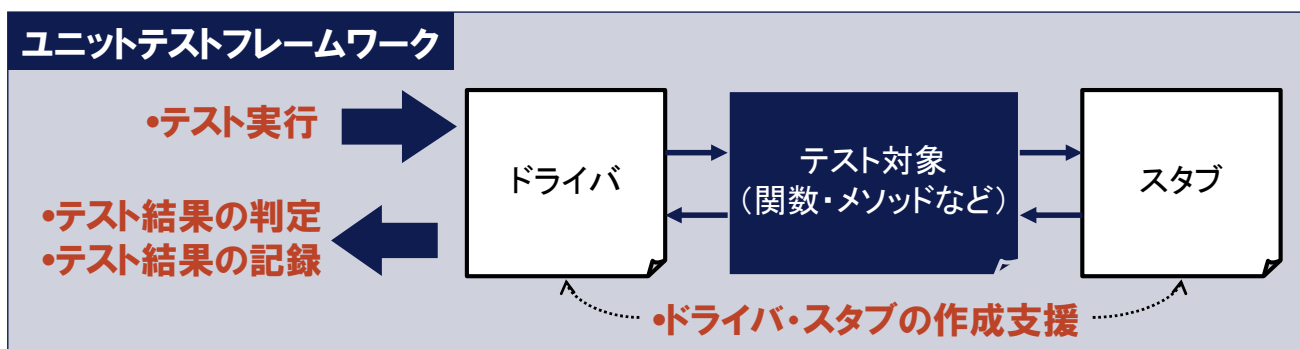 ユニットテストフレームワーク
•テスト実行
ドライバ
テスト対象
(関数・メソッドなど)
スタブ
•テスト結果の判定
•テスト結果の記録
•ドライバ・スタブの作成支援